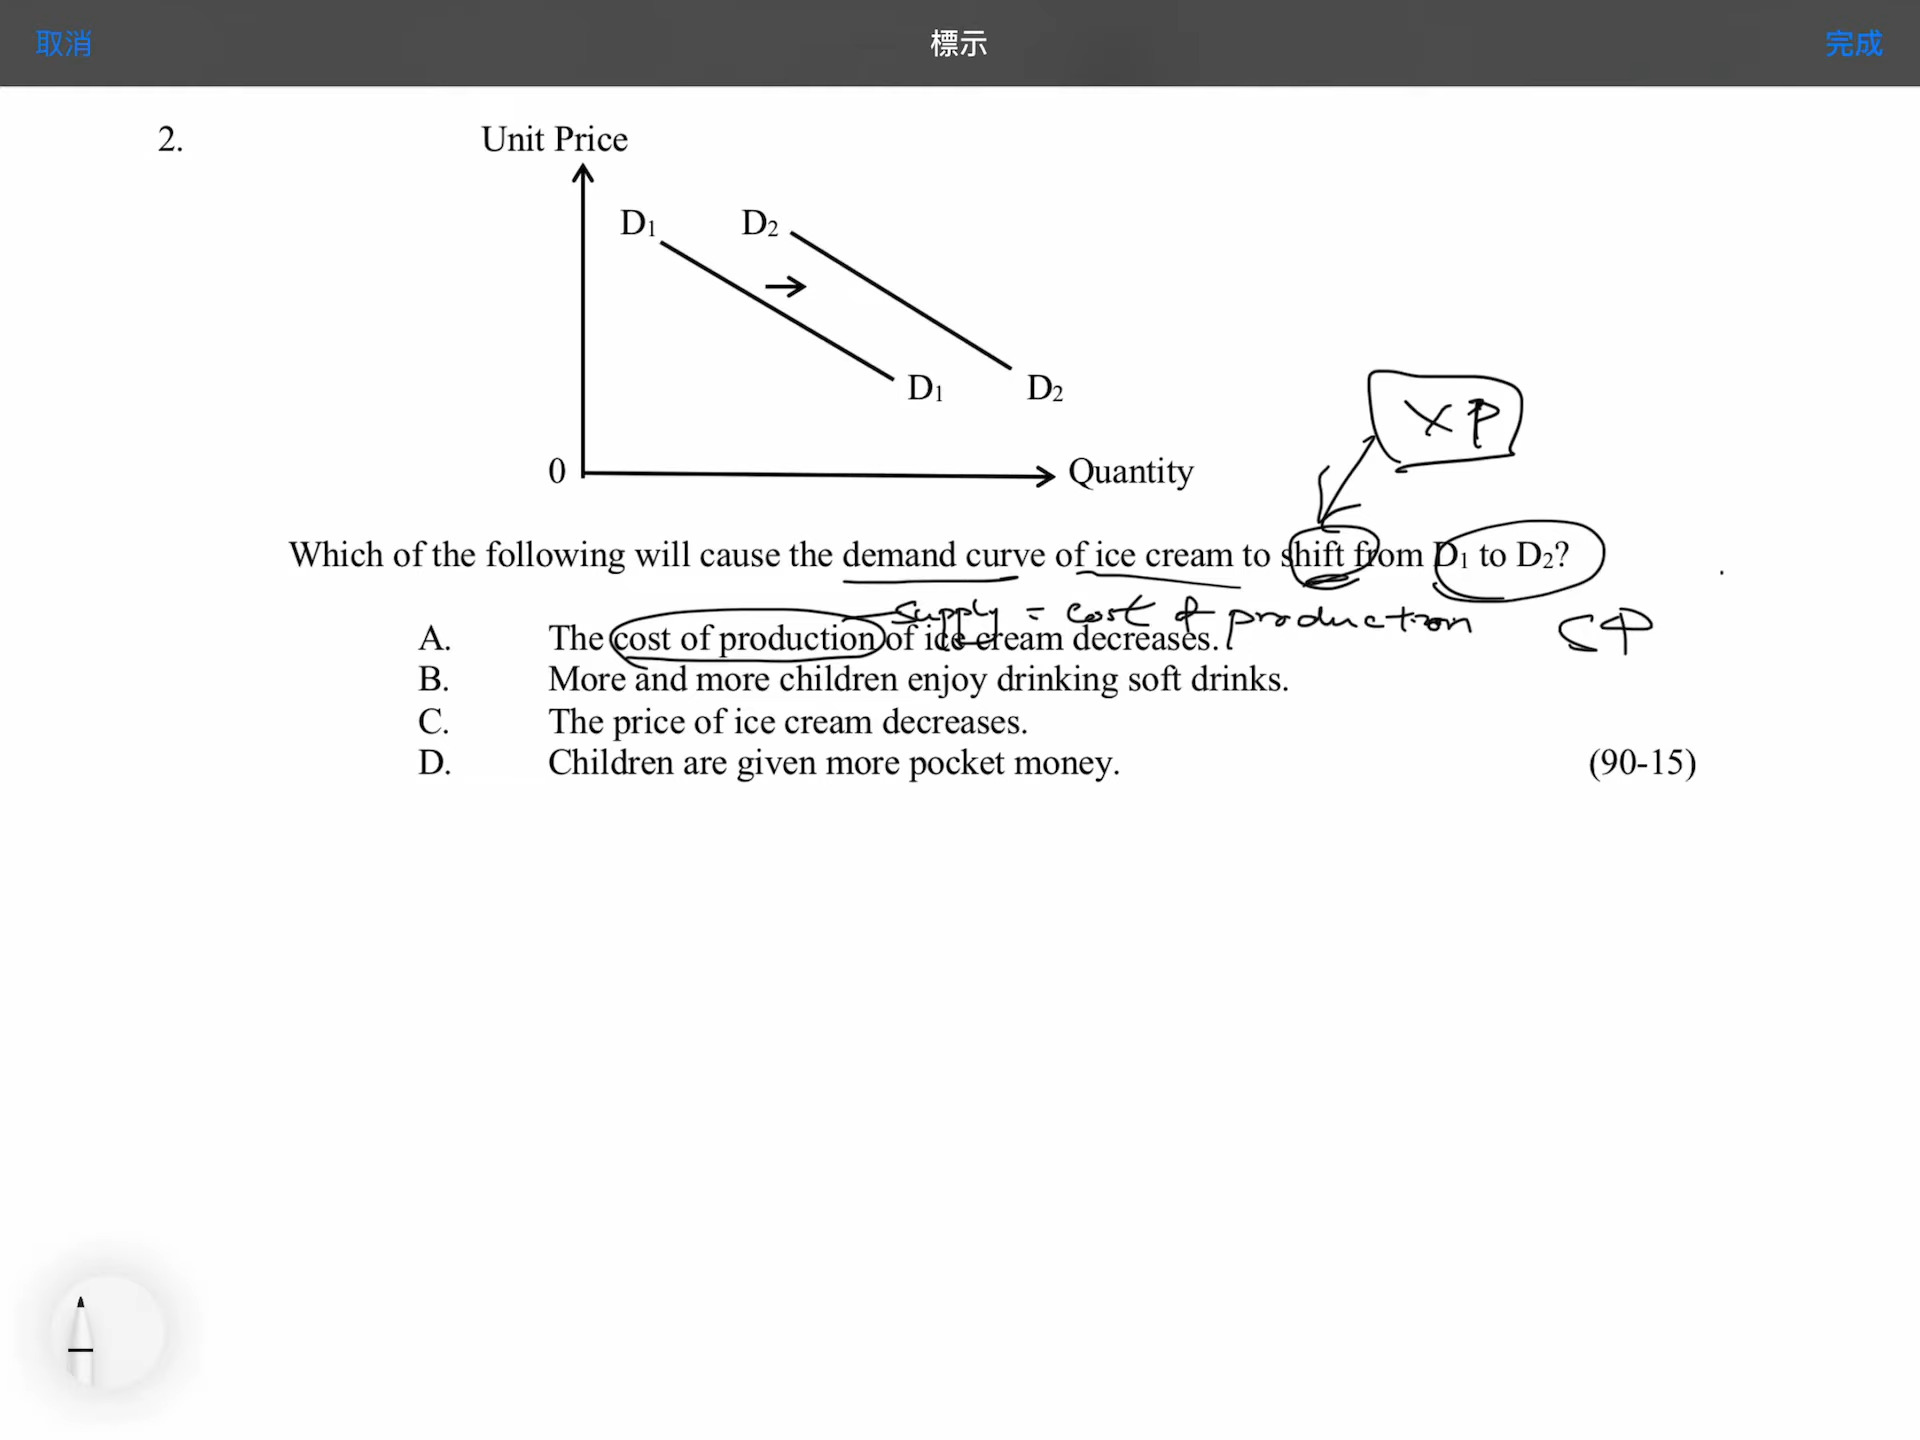 取消
標示
完成
2.
Unit Price
D1
D2
D1
D2
0
Quantity
XP
Which of the following will cause the demand curve of ice cream to shift from D1 to D2?
supply = cost of production
A. The cost of production of ice cream decreases.
B. More and more children enjoy drinking soft drinks.
C. The price of ice cream decreases.
D. Children are given more pocket money. (90-15)